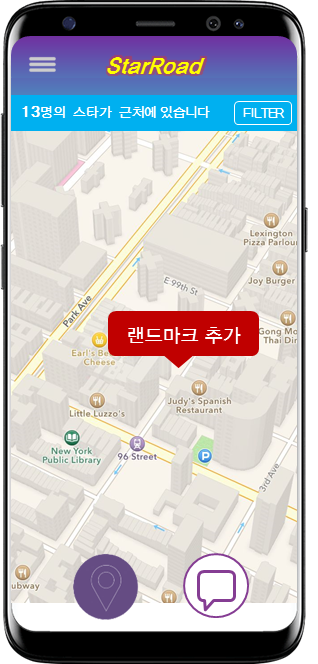 StarRoad
13명의 스타가 근처에 있습니다
FILTER
Lexington
Pizza Parlour
Joy Burger
E 99th St
Park Ave
랜드마크 추가
Gong Mo
Thai Din
Earl's Be
-Cheese
Judy's Spanish
Restaurant
Little Luzzo's
New York
Public Library
96 Street
P
3rd Ave
ubway